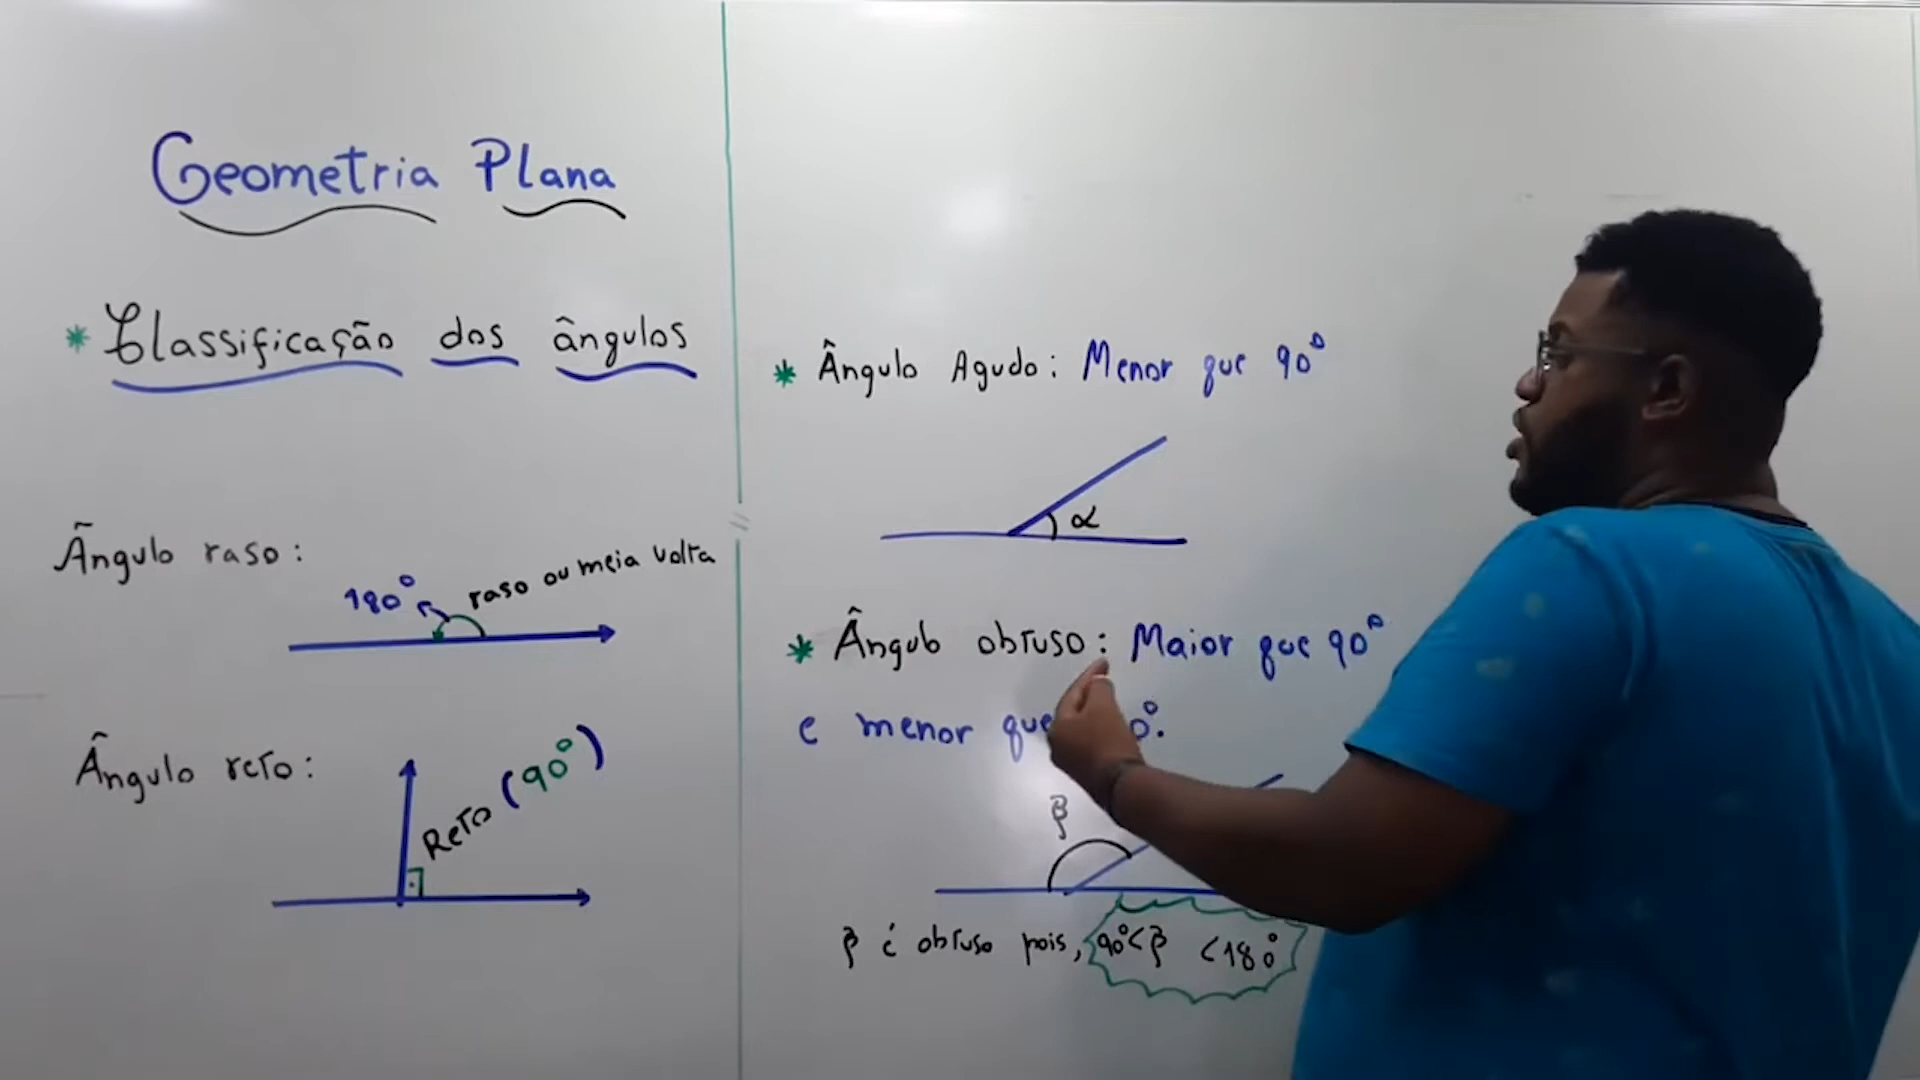 Geometria Plana
* Classificação dos ângulos
Ângulo raso:
180° raso ou meia volta
Ângulo reto:
Reto (90°)
* Ângulo Agudo: Menor que 90°
α
* Ângulo obtuso: Maior que 90°
e menor que 0°.
β
β é obtuso pois, 90° < β < 180°